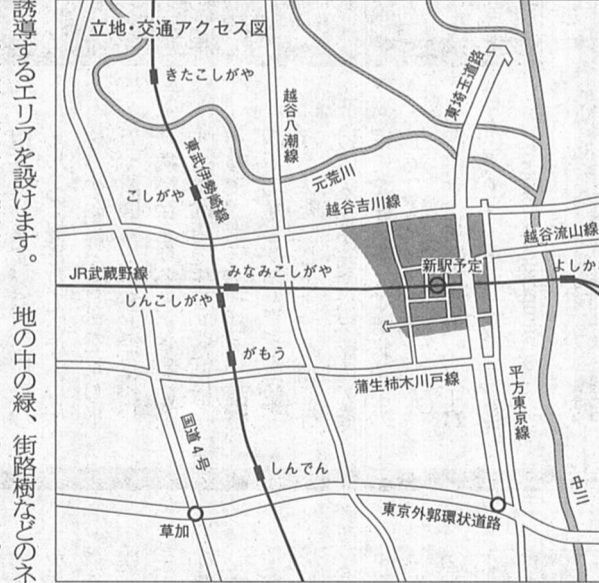 誘導するエリアを設けます。
地の中の緑、街路樹などのネ
立地・交通アクセス図
きたこしがや
越谷八潮線
東埼玉道路
東武伊勢崎線
元荒川
こしがや
越谷吉川線
越谷流山線
JR武蔵野線
みなみこしがや
新駅予定
よしか
しんこしがや
がもう
蒲生柿木川戸線
平方東京線
国道4号
しんでん
中川
草加
東京外郭環状道路